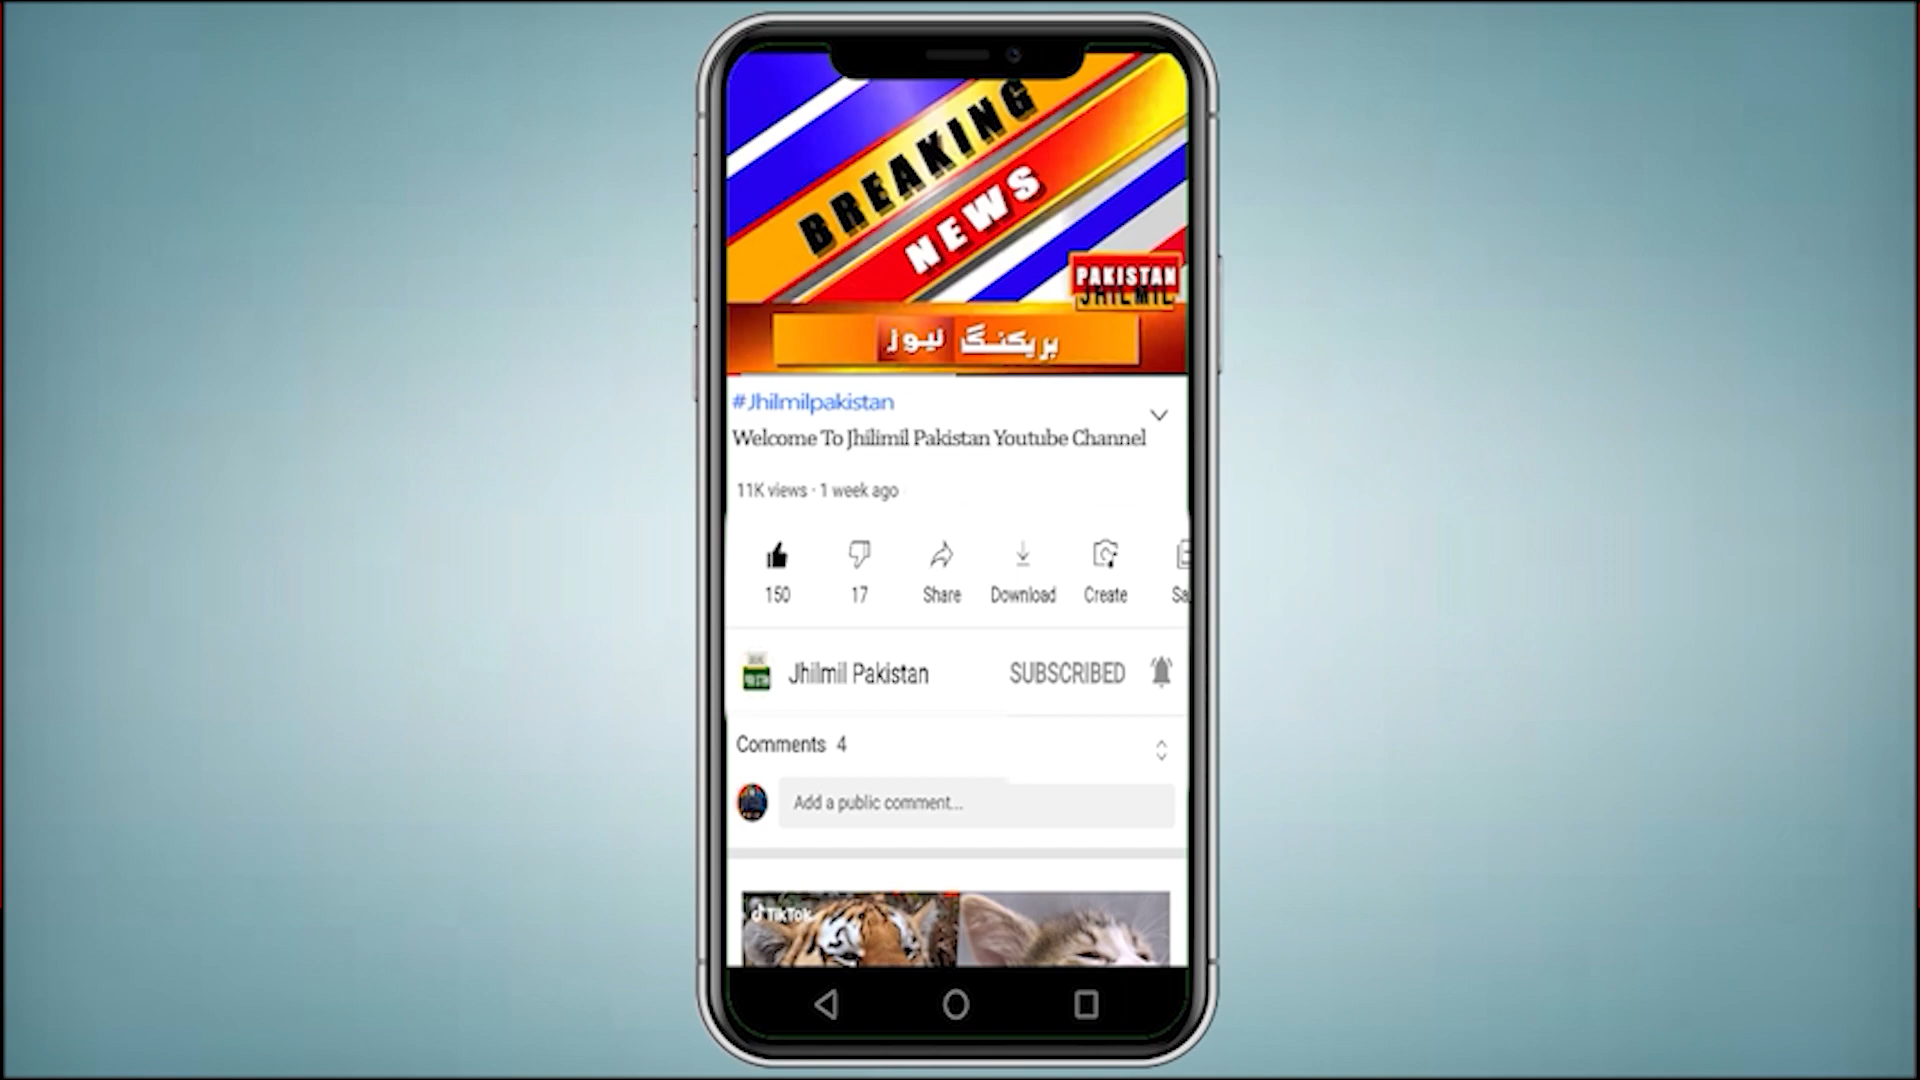 BREAKING
NEWS
PAKISTAN
JHILMIL
بریکنگ نیوز
#Jhilmilpakistan
Welcome To Jhilimil Pakistan Youtube Channel
11K views · 1 week ago
150 17 Share Download Create Sa
Jhilmil Pakistan SUBSCRIBED
Comments 4
Add a public comment...
TikTok